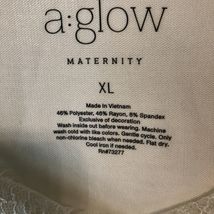 a:glow
MATERNITY
XL
Made in Vietnam
46% Polyester, 46% Rayon, 8% Spandex
Exclusive of decoration
Wash inside out before wearing. Machine
wash cold with like colors. Gentle cycle. Only
non-chlorine bleach when needed. Flat dry.
Cool iron if needed.
Rn#73277